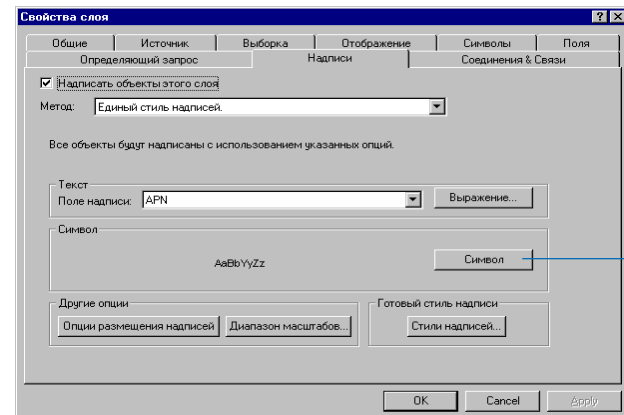 Свойства слоя
Общие Источник Выборка Отображение Символы Поля
Определяющий запрос Надписи Соединения & Связи
Надписать объекты этого слоя
Метод: Единый стиль надписей.
Все объекты будут надписаны с использованием указанных опций.
Текст
Поле надписи: APN Выражение...
Символ
AaBbYyZz Символ
Другие опции Готовый стиль надписи
Опции размещения надписей Диапазон масштабов... Стили надписей...
OK Cancel Apply